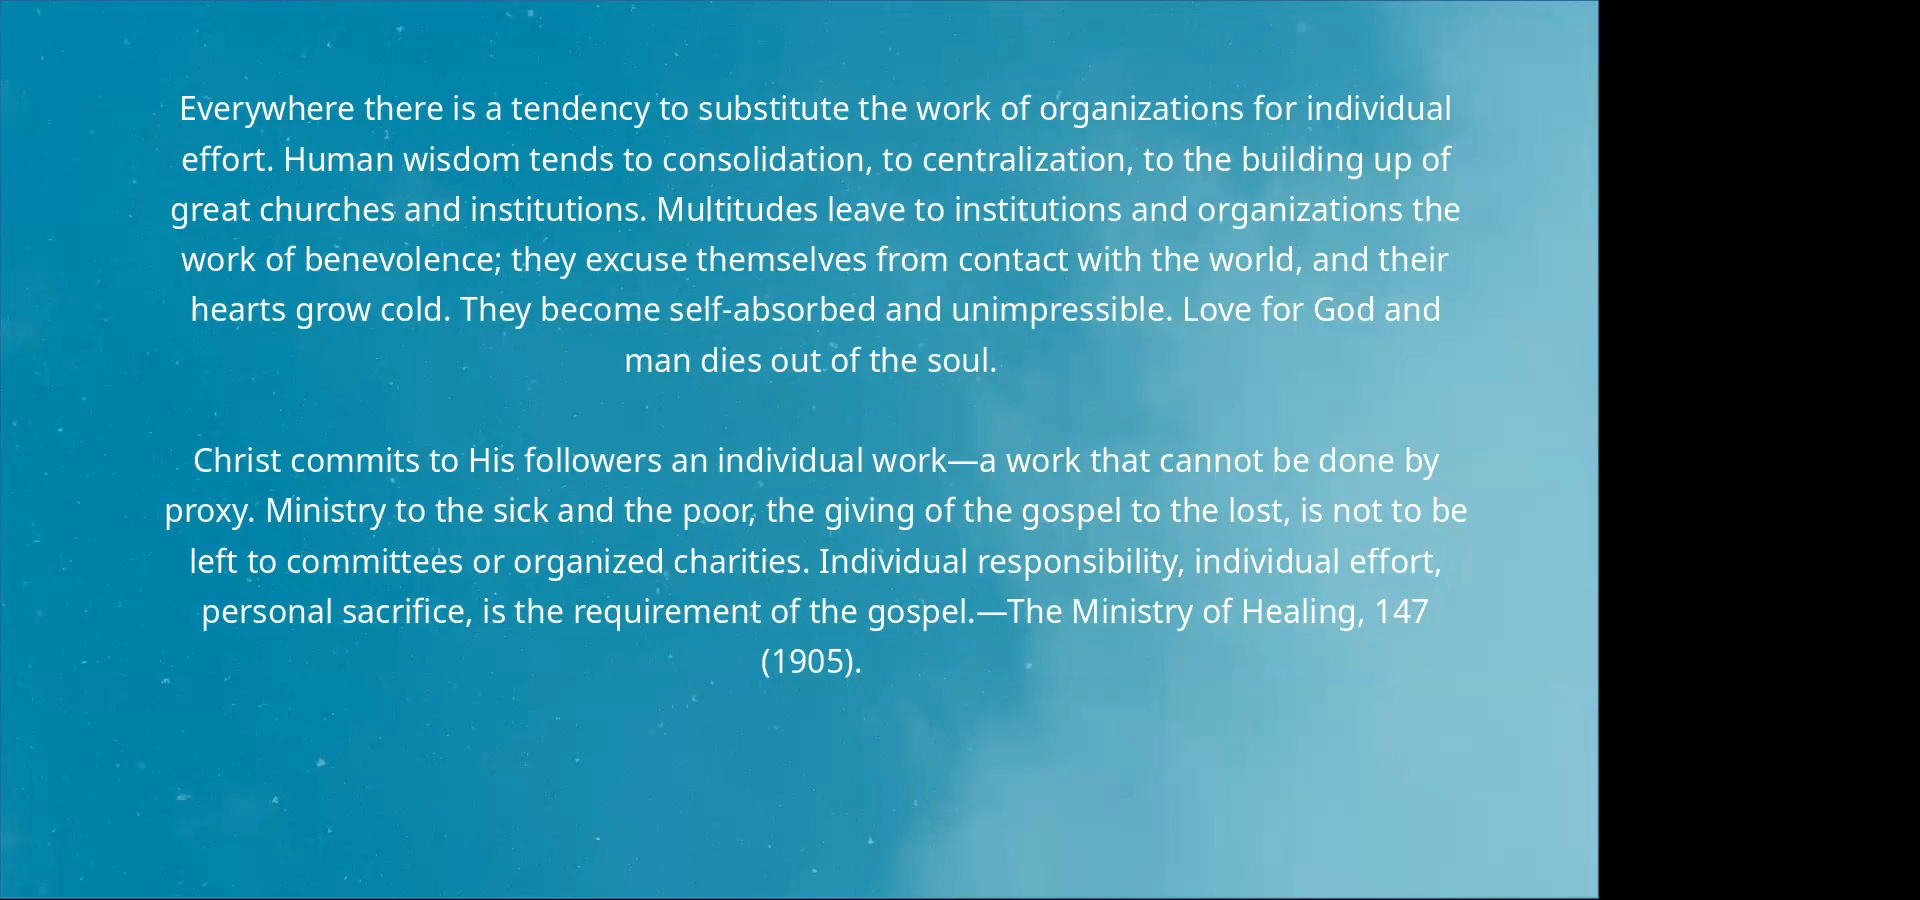 Everywhere there is a tendency to substitute the work of organizations for individual
effort. Human wisdom tends to consolidation, to centralization, to the building up of
great churches and institutions. Multitudes leave to institutions and organizations the
work of benevolence; they excuse themselves from contact with the world, and their
hearts grow cold. They become self-absorbed and unimpressible. Love for God and
man dies out of the soul.
Christ commits to His followers an individual work—a work that cannot be done by
proxy. Ministry to the sick and the poor, the giving of the gospel to the lost, is not to be
left to committees or organized charities. Individual responsibility, individual effort,
personal sacrifice, is the requirement of the gospel.—The Ministry of Healing, 147
(1905).